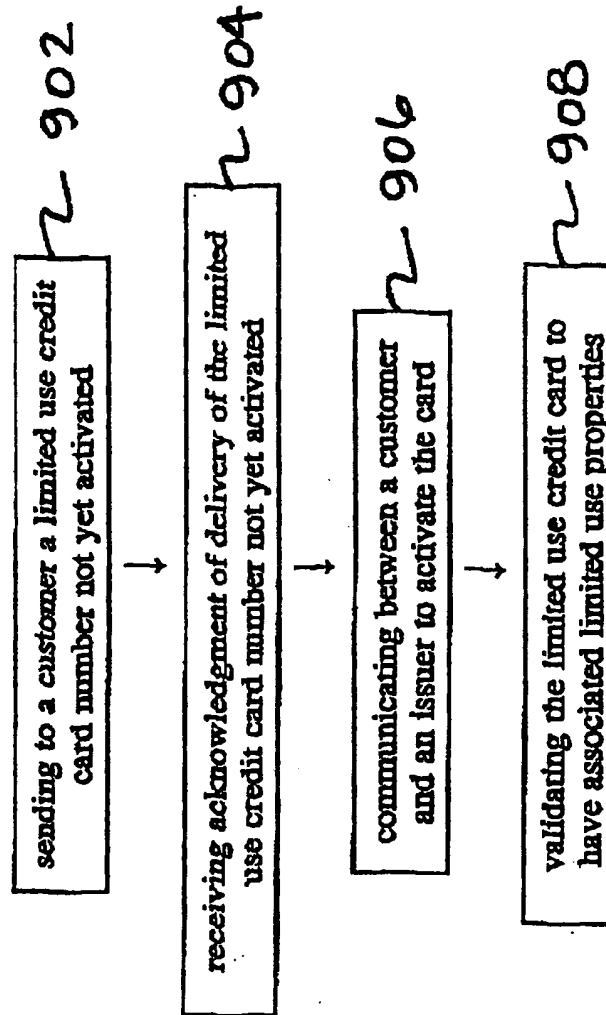 sending to a customer a limited use credit
card number not yet activated
902
receiving acknowledgment of delivery of the limited
use credit card number not yet activated
904
communicating between a customer
and an issuer to activate the card
906
validating the limited use credit card to
have associated limited use properties
908